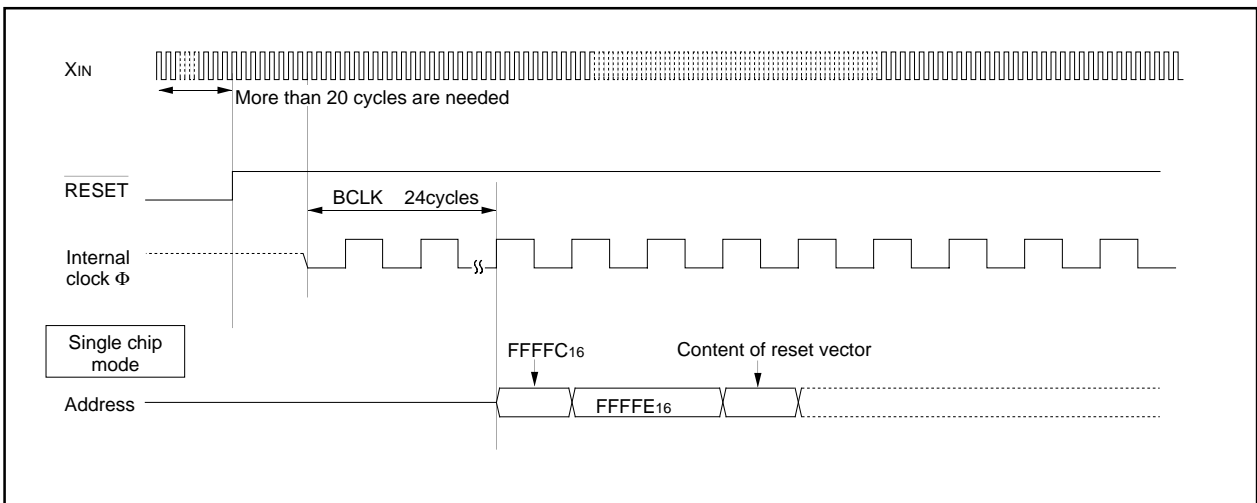 XIN
More than 20 cycles are needed
RESET
BCLK 24cycles
Internal
clock Φ
Single chip
mode
FFFFC16
Content of reset vector
Address
FFFFE16